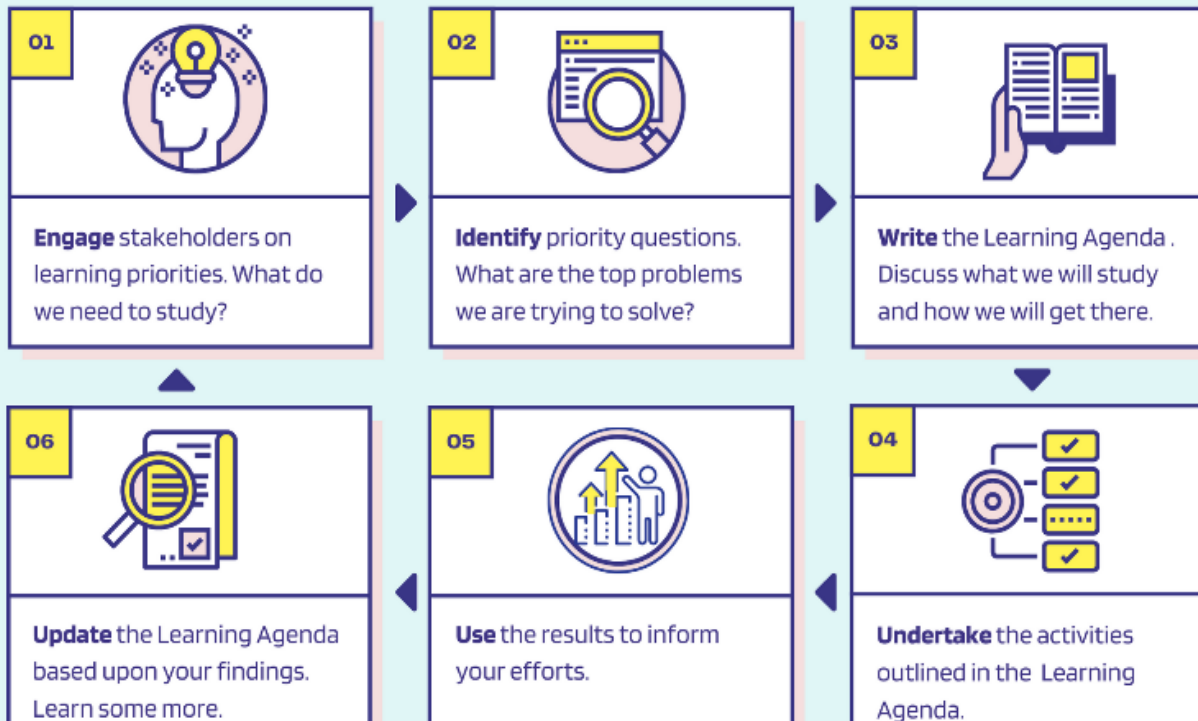 01
Engage stakeholders on
learning priorities. What do
we need to study?
02
Identify priority questions.
What are the top problems
we are trying to solve?
03
Write the Learning Agenda .
Discuss what we will study
and how we will get there.
04
Undertake the activities
outlined in the Learning
Agenda.
05
Use the results to inform
your efforts.
06
Update the Learning Agenda
based upon your findings.
Learn some more.